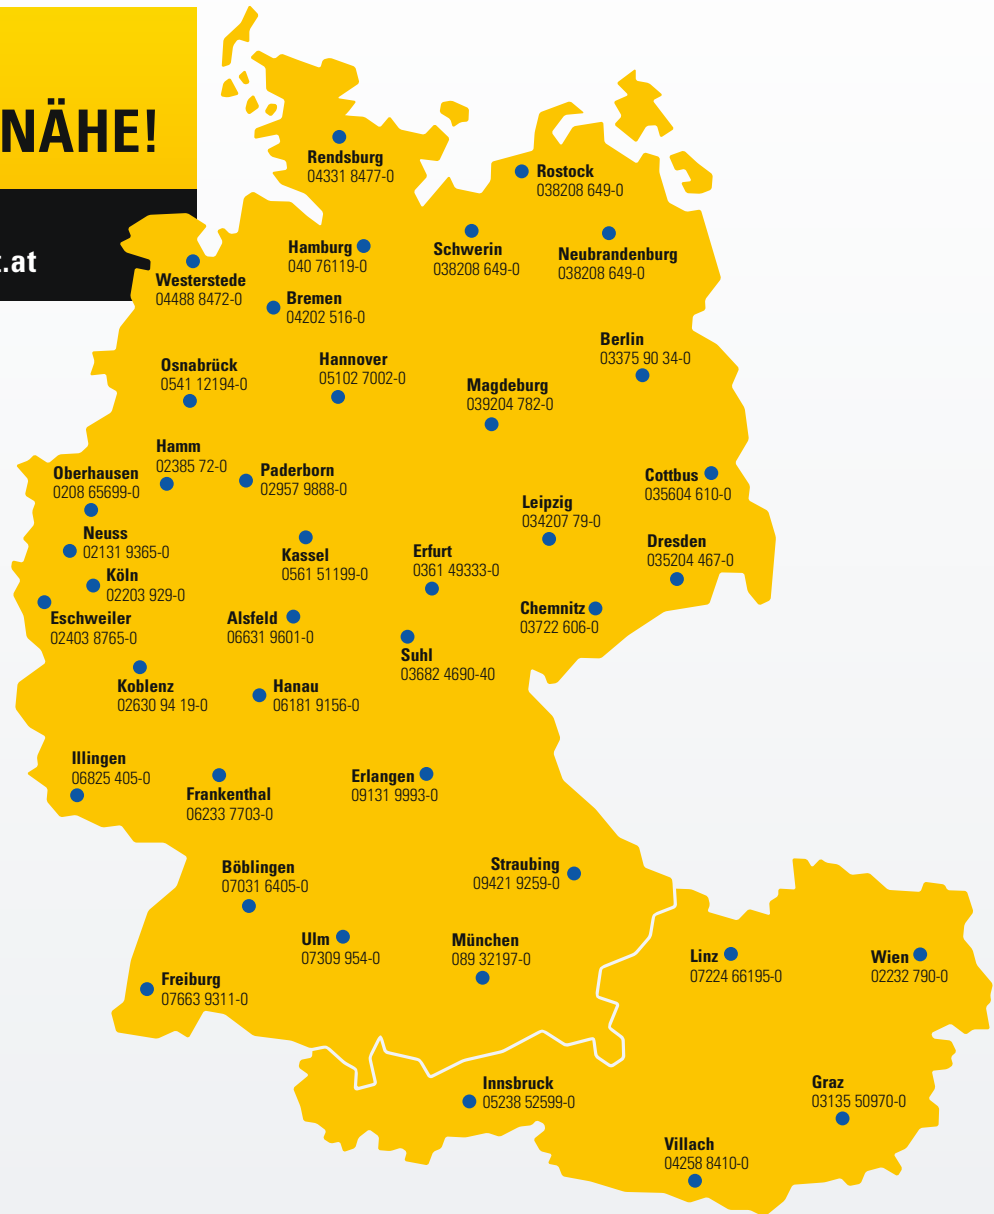 NÄHE!
.at
Rendsburg
04331 8477-0
Rostock
038208 649-0
Hamburg
040 76119-0
Schwerin
038208 649-0
Neubrandenburg
038208 649-0
Westerstede
04488 8472-0
Bremen
04202 516-0
Berlin
03375 90 34-0
Osnabrück
0541 12194-0
Hannover
05102 7002-0
Magdeburg
039204 782-0
Hamm
02385 72-0
Oberhausen
0208 65699-0
Paderborn
02957 9888-0
Cottbus
035604 610-0
Leipzig
034207 79-0
Neuss
02131 9365-0
Kassel
0561 51199-0
Erfurt
0361 49333-0
Dresden
035204 467-0
Köln
02203 929-0
Eschweiler
02403 8765-0
Alsfeld
06631 9601-0
Chemnitz
03722 606-0
Suhl
03682 4690-40
Koblenz
02630 94 19-0
Hanau
06181 9156-0
Illingen
06825 405-0
Frankenthal
06233 7703-0
Erlangen
09131 9993-0
Böblingen
07031 6405-0
Straubing
09421 9259-0
Ulm
07309 954-0
München
089 32197-0
Linz
07224 66195-0
Wien
02232 790-0
Freiburg
07663 9311-0
Innsbruck
05238 52599-0
Graz
03135 50970-0
Villach
04258 8410-0